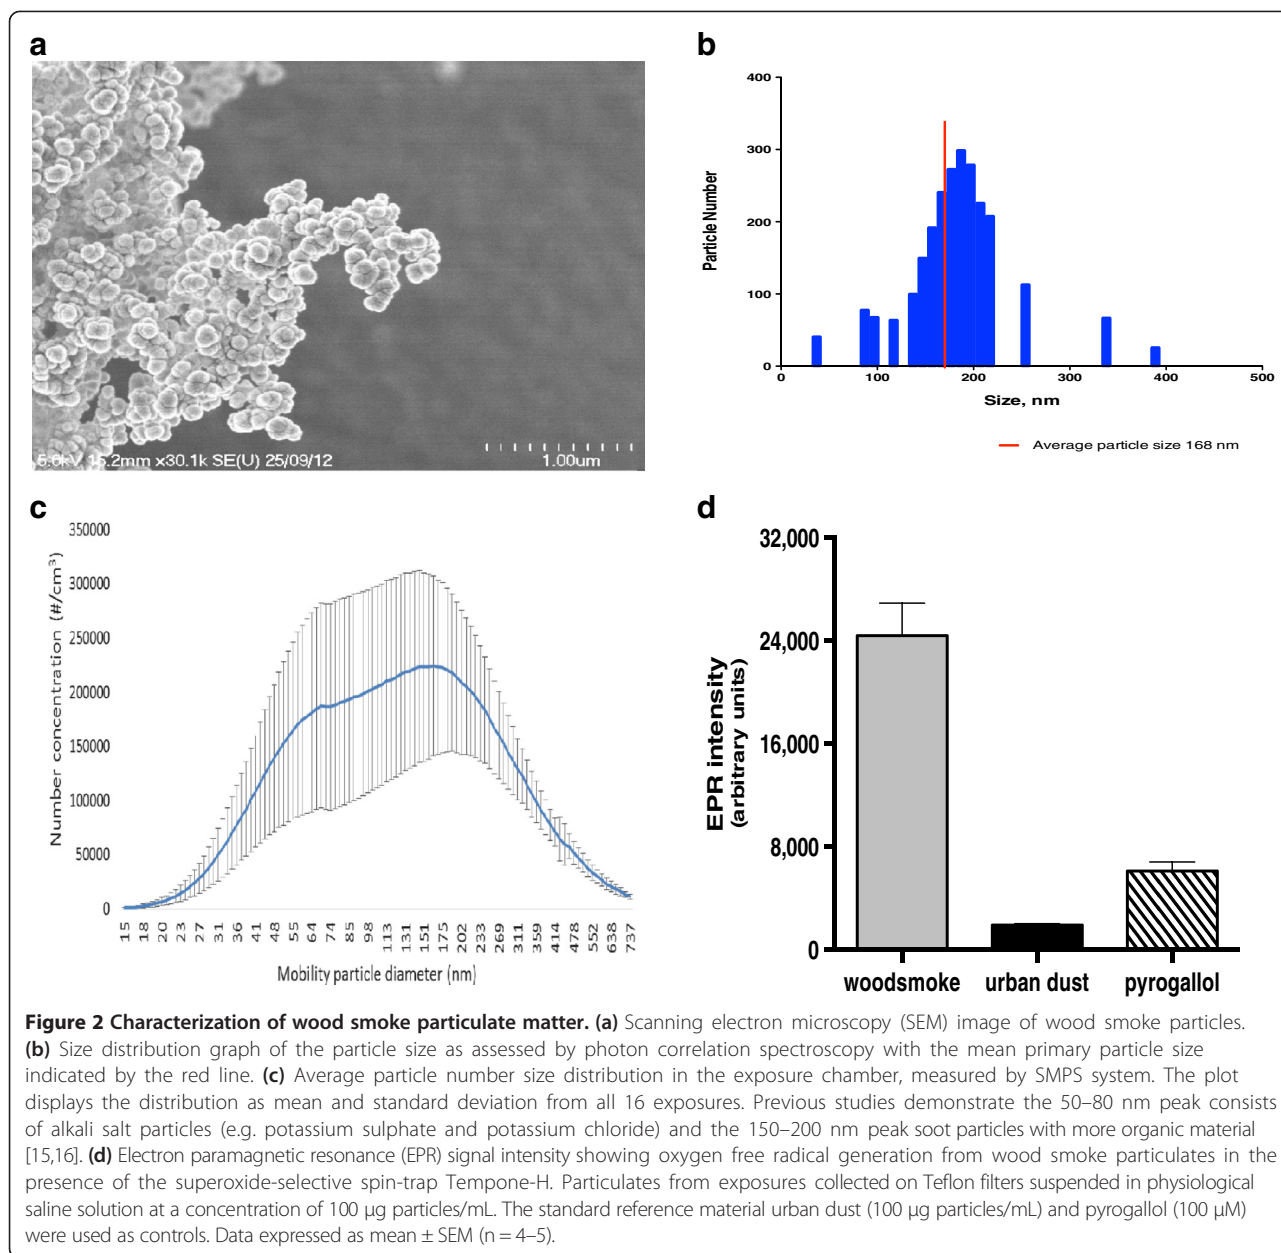 a
5.0kV 15.2mm x30.1k SE(U) 25/09/12
1.00um
b
400
300
200
100
0
Particle Number
0 100 200 300 400 500
Size, nm
Average particle size 168 nm
c
350000
300000
250000
200000
150000
100000
50000
0
Number concentration (#/cm³)
15 18 20 23 27 31 36 41 48 55 64 74 85 98 113 131 151 175 202 233 269 311 359 414 478 552 638 737
Mobility particle diameter (nm)
d
32,000
24,000
16,000
8,000
0
EPR intensity
(arbitrary units)
woodsmoke urban dust pyrogallol
Figure 2 Characterization of wood smoke particulate matter. (a) Scanning electron microscopy (SEM) image of wood smoke particles.
(b) Size distribution graph of the particle size as assessed by photon correlation spectroscopy with the mean primary particle size
indicated by the red line. (c) Average particle number size distribution in the exposure chamber, measured by SMPS system. The plot
displays the distribution as mean and standard deviation from all 16 exposures. Previous studies demonstrate the 50–80 nm peak consists
of alkali salt particles (e.g. potassium sulphate and potassium chloride) and the 150–200 nm peak soot particles with more organic material
[15,16]. (d) Electron paramagnetic resonance (EPR) signal intensity showing oxygen free radical generation from wood smoke particulates in the
presence of the superoxide-selective spin-trap Tempone-H. Particulates from exposures collected on Teflon filters suspended in physiological
saline solution at a concentration of 100 μg particles/mL. The standard reference material urban dust (100 μg particles/mL) and pyrogallol (100 μM)
were used as controls. Data expressed as mean ± SEM (n = 4–5).